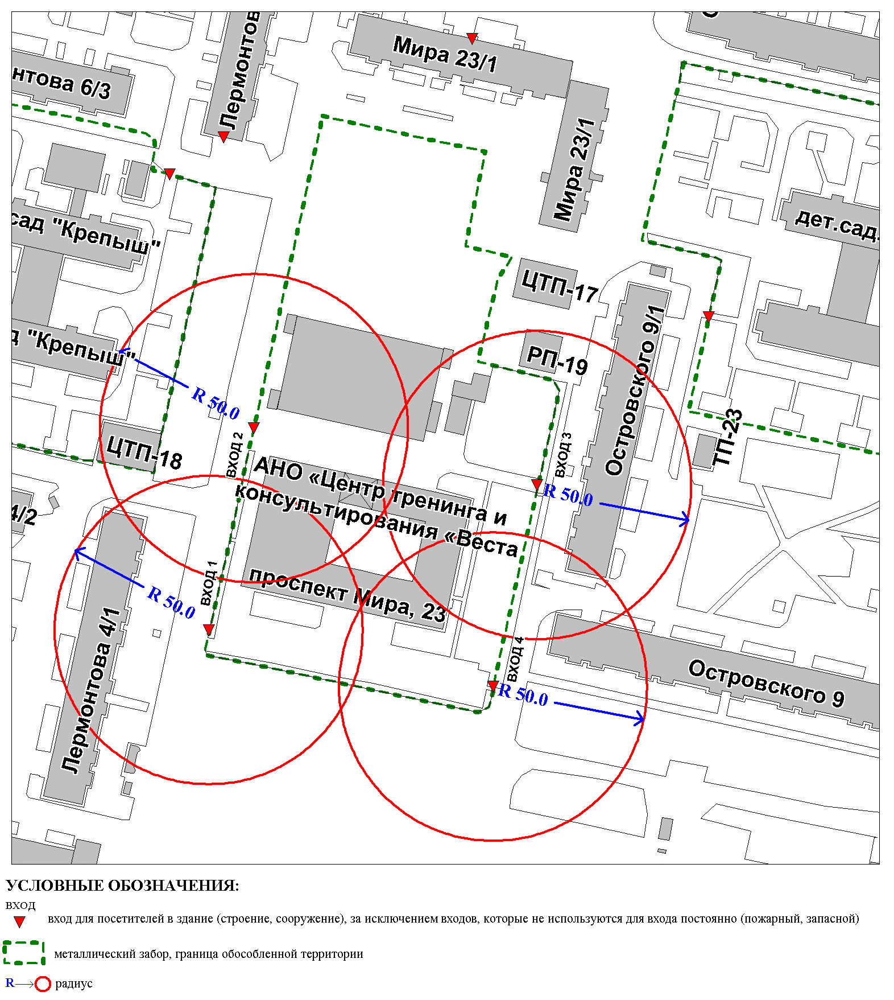 Лермонтов
Мира 23/1
нтова 6/3
Мира 23/1
сад "Крепыш"
дет.сад.
ЦТП-17
д "Крепыш"
РП-19
Островского 9/1
R 50.0
ТП-23
ВХОД 2
ВХОД 3
ЦТП-18
АНО «Центр тренинга и
консультирования «Веста
R 50.0
4/2
ВХОД 1
проспект Мира, 23
R 50.0
Лермонтова 4/1
ВХОД 4
R 50.0
Островского 9
УСЛОВНЫЕ ОБОЗНАЧЕНИЯ:
ВХОД
вход для посетителей в здание (строение, сооружение), за исключением входов, которые не используются для входа постоянно (пожарный, запасной)
металлический забор, граница обособленной территории
R радиус